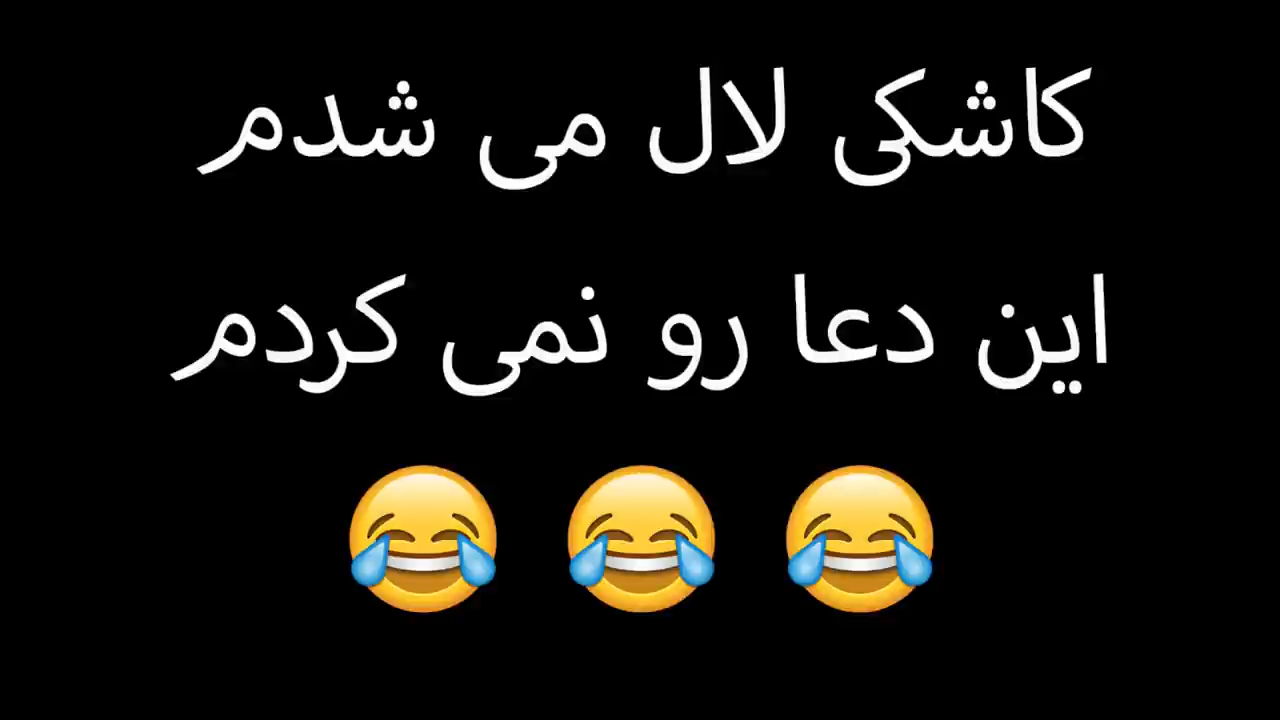 کاشکی لال می شدم
این دعا رو نمی کردم
😂 😂 😂